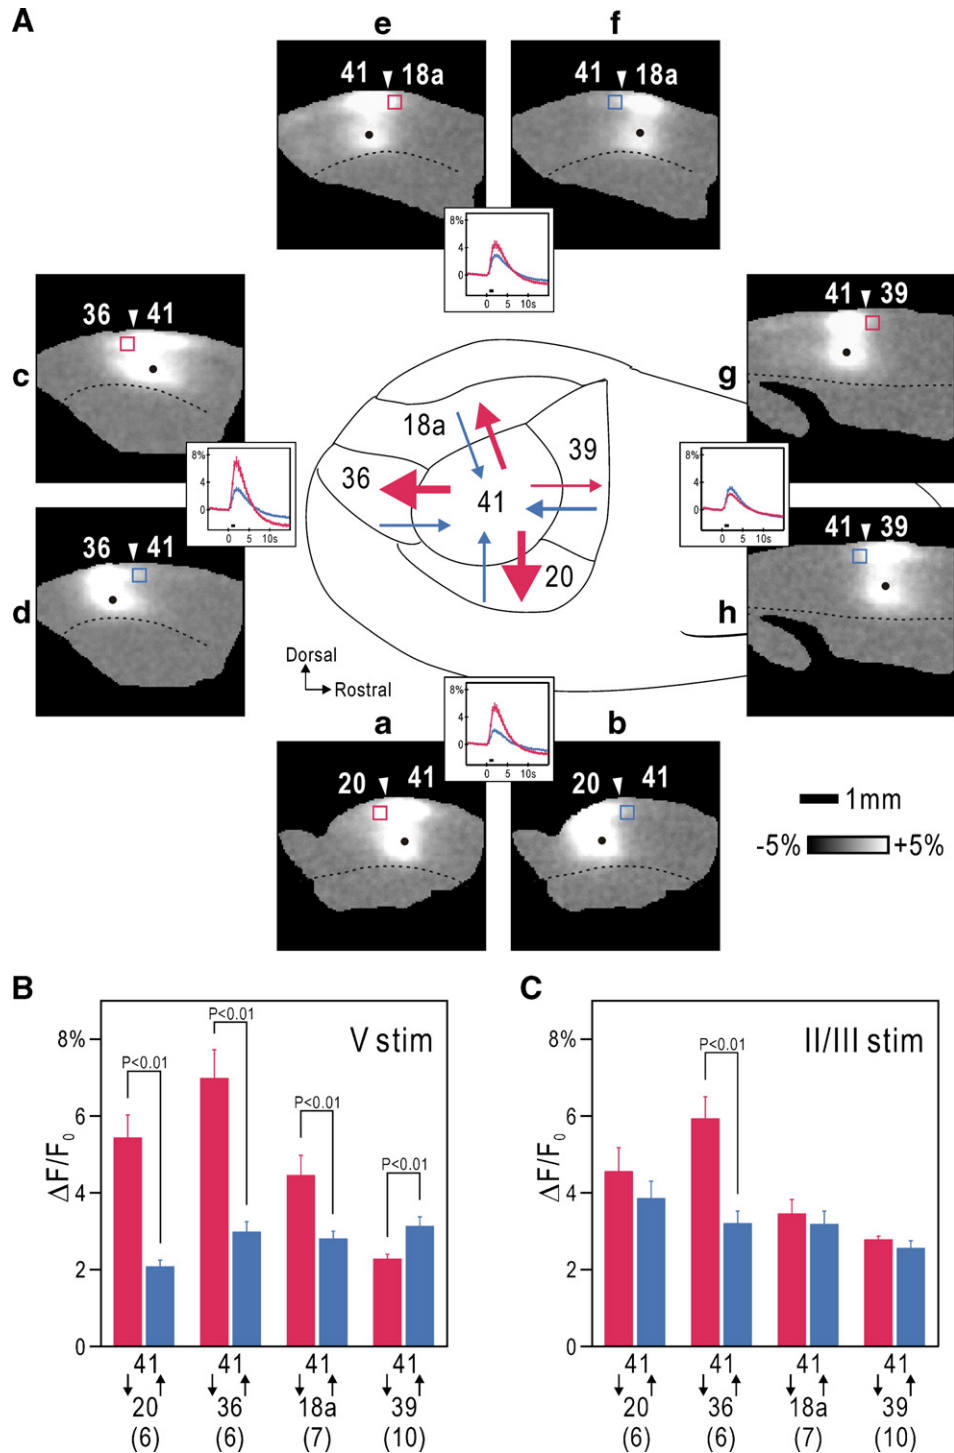 A
e
f
41 18a
41 18a
8%
4
0
0 5 10s
36 41
41 39
c
g
18a
39
36
41
20
8%
4
0
0 5 10s
8%
4
0
0 5 10s
36 41
41 39
d
h
Dorsal
Rostral
8%
4
0
0 5 10s
a
b
20 41
20 41
1mm
-5% +5%
B
V stim
8%
6
4
2
0
ΔF/F0
P<0.01
P<0.01
P<0.01
P<0.01
41 41 41 41
20 36 18a 39
(6) (6) (7) (10)
C
II/III stim
8%
6
4
2
0
ΔF/F0
P<0.01
41 41 41 41
20 36 18a 39
(6) (6) (7) (10)